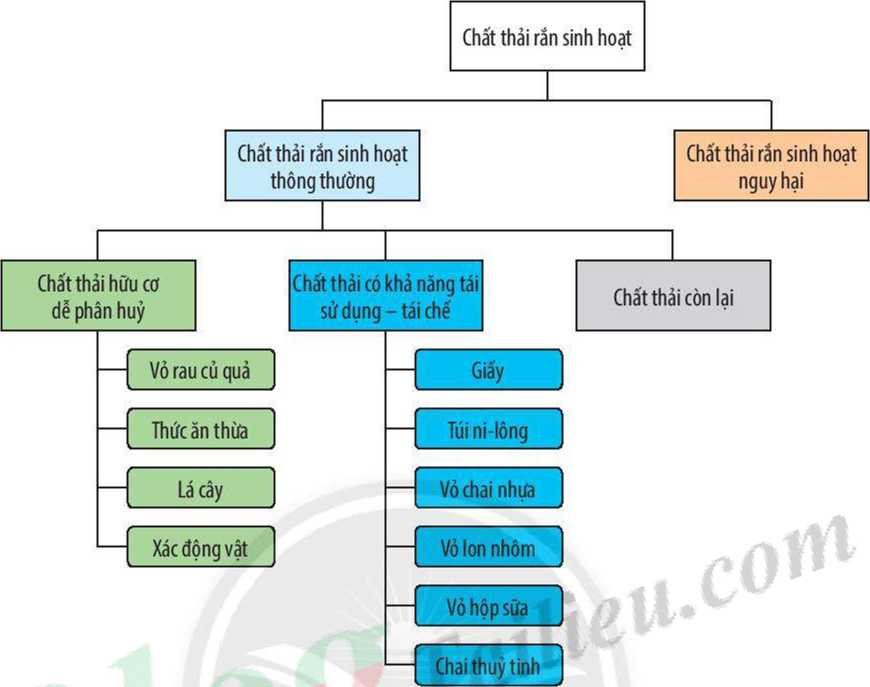 Chất thải rắn sinh hoạt
Chất thải rắn sinh hoạt
thông thường
Chất thải rắn sinh hoạt
nguy hại
Chất thải hữu cơ
dễ phân huỷ
Chất thải có khả năng tái
sử dụng – tái chế
Chất thải còn lại
Vỏ rau củ quả
Thức ăn thừa
Lá cây
Xác động vật
Giấy
Túi ni-lông
Vỏ chai nhựa
Vỏ lon nhôm
Vỏ hộp sữa
Chai thuỷ tinh